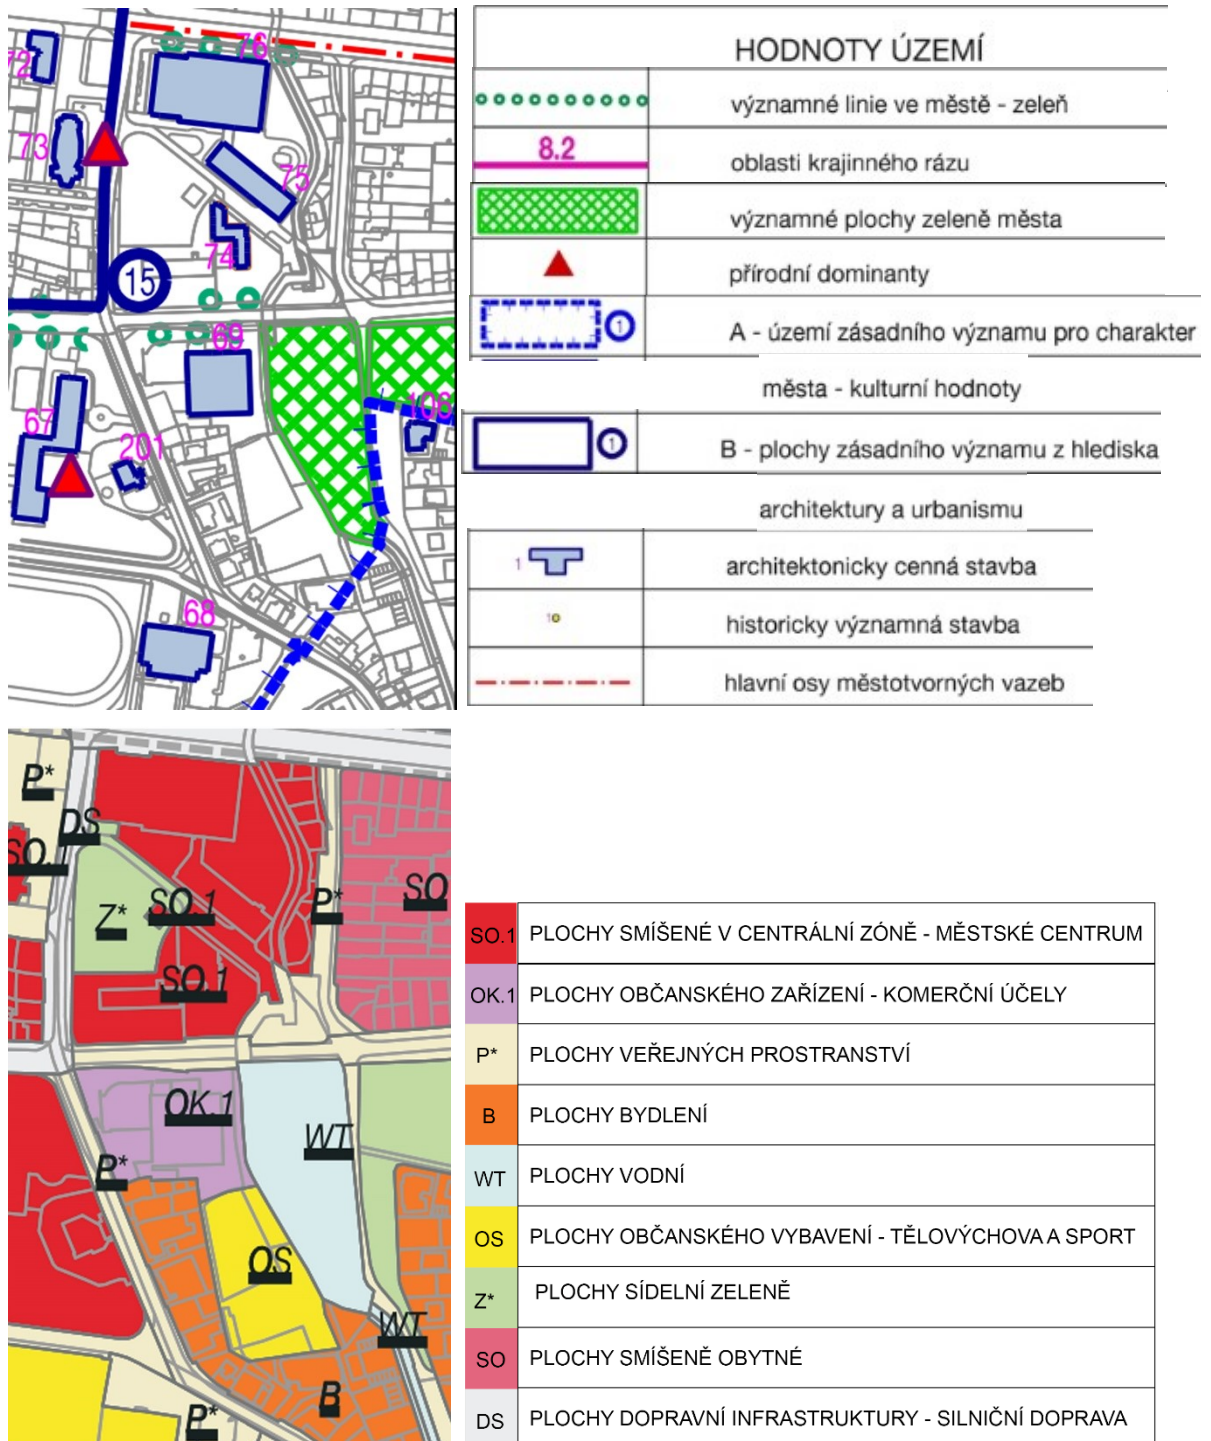 76
72
73
75
74
15
69
67
106
201
68
HODNOTY ÚZEMÍ
významné linie ve městě - zeleň
8.2
oblasti krajinného rázu
významné plochy zeleně města
přírodní dominanty
1
A - území zásadního významu pro charakter
města - kulturní hodnoty
1
B - plochy zásadního významu z hlediska
architektury a urbanismu
1
architektonicky cenná stavba
historicky významná stavba
hlavní osy městotvorných vazeb
P*
DS
SO.1
SO
Z*
SO.1
P*
SO.1
OK.1
WT
P*
OS
WT
B
P*
SO.1 PLOCHY SMÍŠENÉ V CENTRÁLNÍ ZÓNĚ - MĚSTSKÉ CENTRUM
OK.1 PLOCHY OBČANSKÉHO ZAŘÍZENÍ - KOMERČNÍ ÚČELY
P* PLOCHY VEŘEJNÝCH PROSTRANSTVÍ
B PLOCHY BYDLENÍ
WT PLOCHY VODNÍ
OS PLOCHY OBČANSKÉHO VYBAVENÍ - TĚLOVÝCHOVA A SPORT
Z* PLOCHY SÍDELNÍ ZELENĚ
SO PLOCHY SMÍŠENĚ OBYTNÉ
DS PLOCHY DOPRAVNÍ INFRASTRUKTURY - SILNIČNÍ DOPRAVA